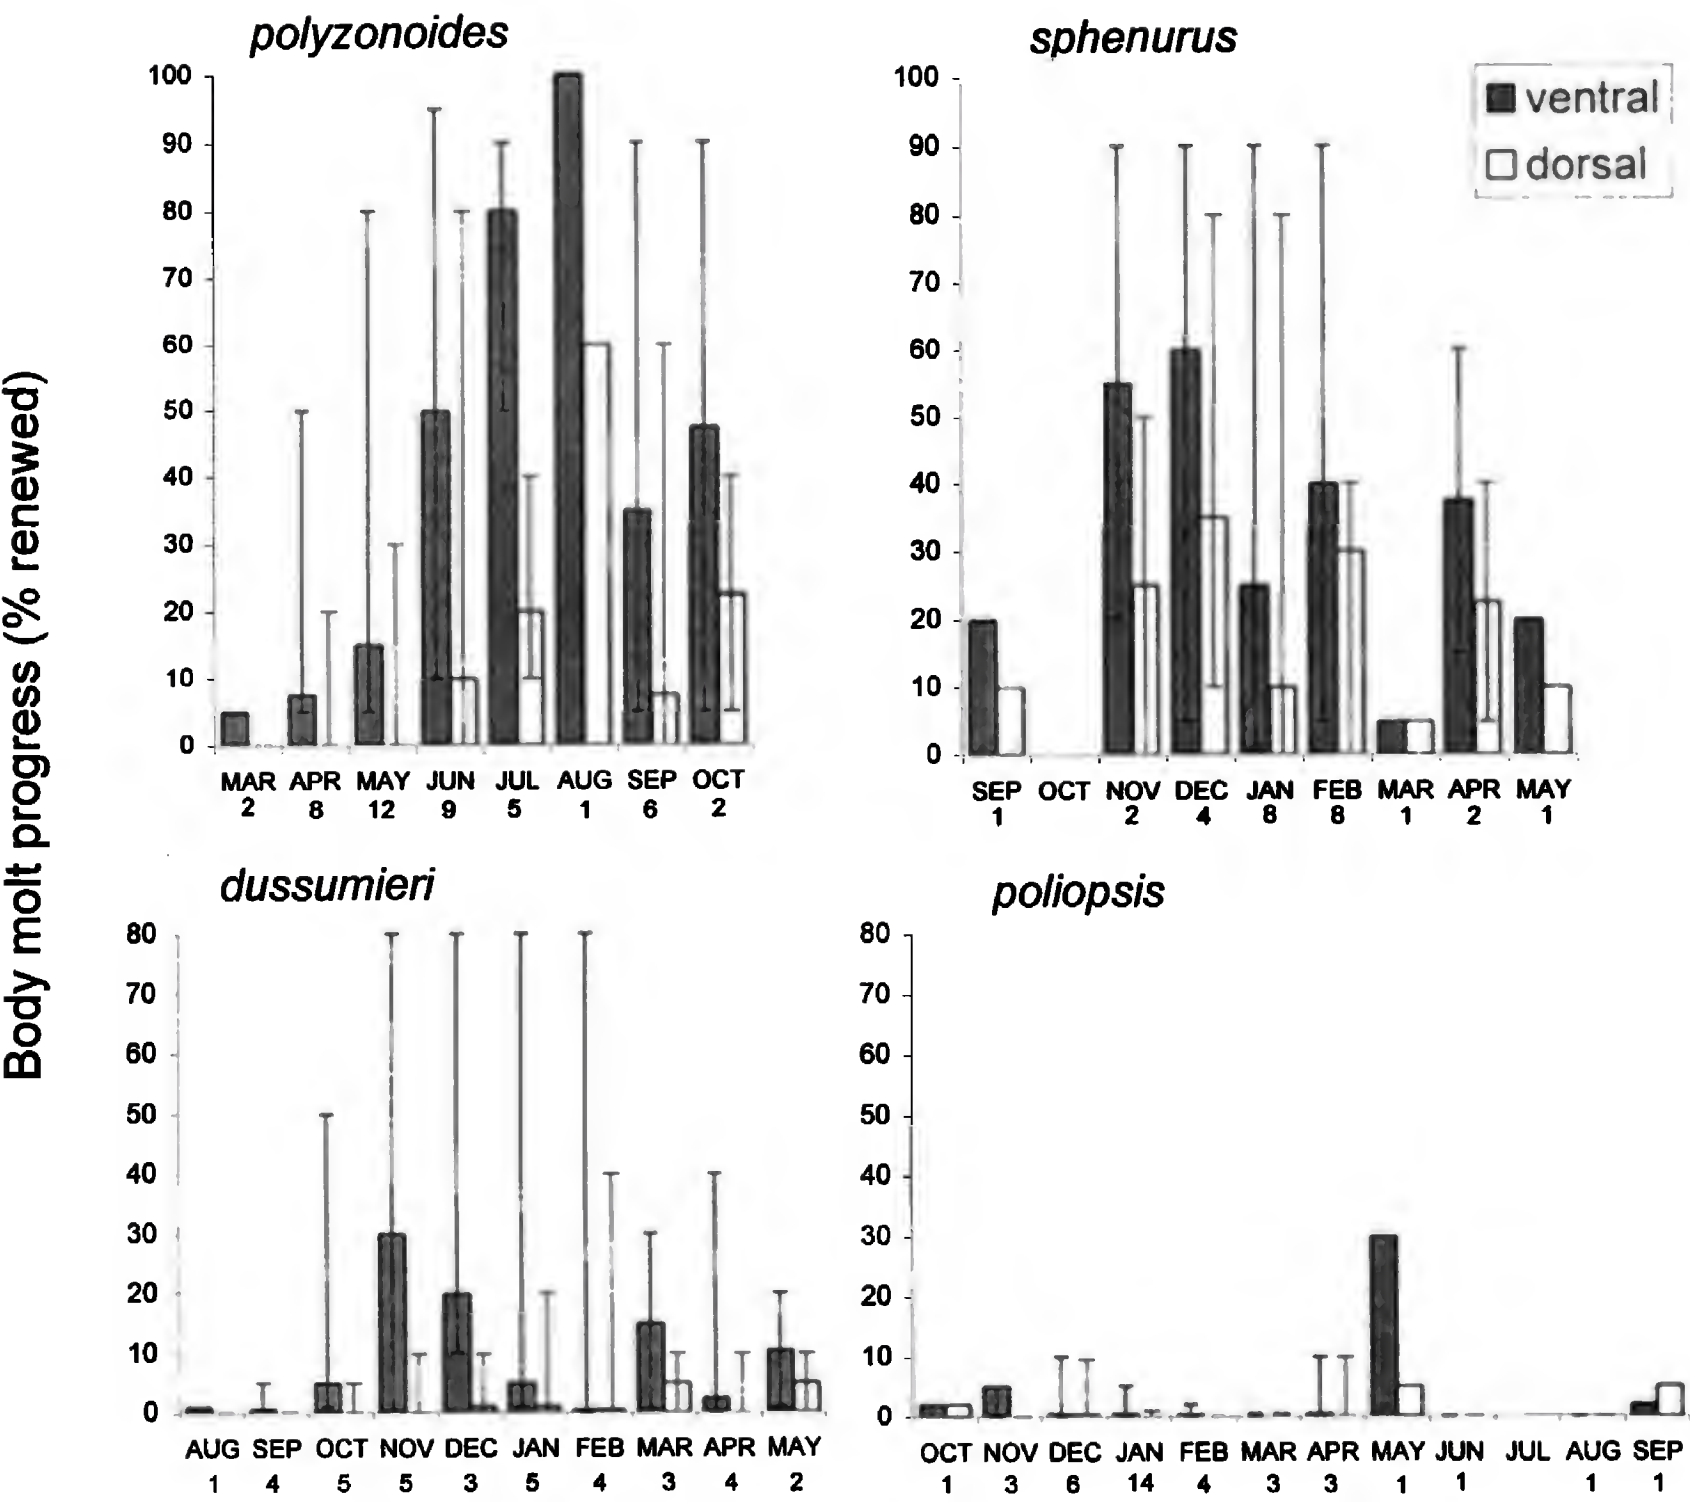 polyzonoides
sphenurus
ventral
dorsal
Body molt progress (% renewed)
100
90
80
70
60
50
40
30
20
10
0
MAR APR MAY JUN JUL AUG SEP OCT
2 8 12 9 5 1 6 2
100
90
80
70
60
50
40
30
20
10
0
SEP OCT NOV DEC JAN FEB MAR APR MAY
1 2 4 8 8 1 2 1
dussumieri
poliopsis
80
70
60
50
40
30
20
10
0
AUG SEP OCT NOV DEC JAN FEB MAR APR MAY
1 4 5 5 3 5 4 3 4 2
80
70
60
50
40
30
20
10
0
OCT NOV DEC JAN FEB MAR APR MAY JUN JUL AUG SEP
1 3 6 14 4 3 3 1 1 1 1